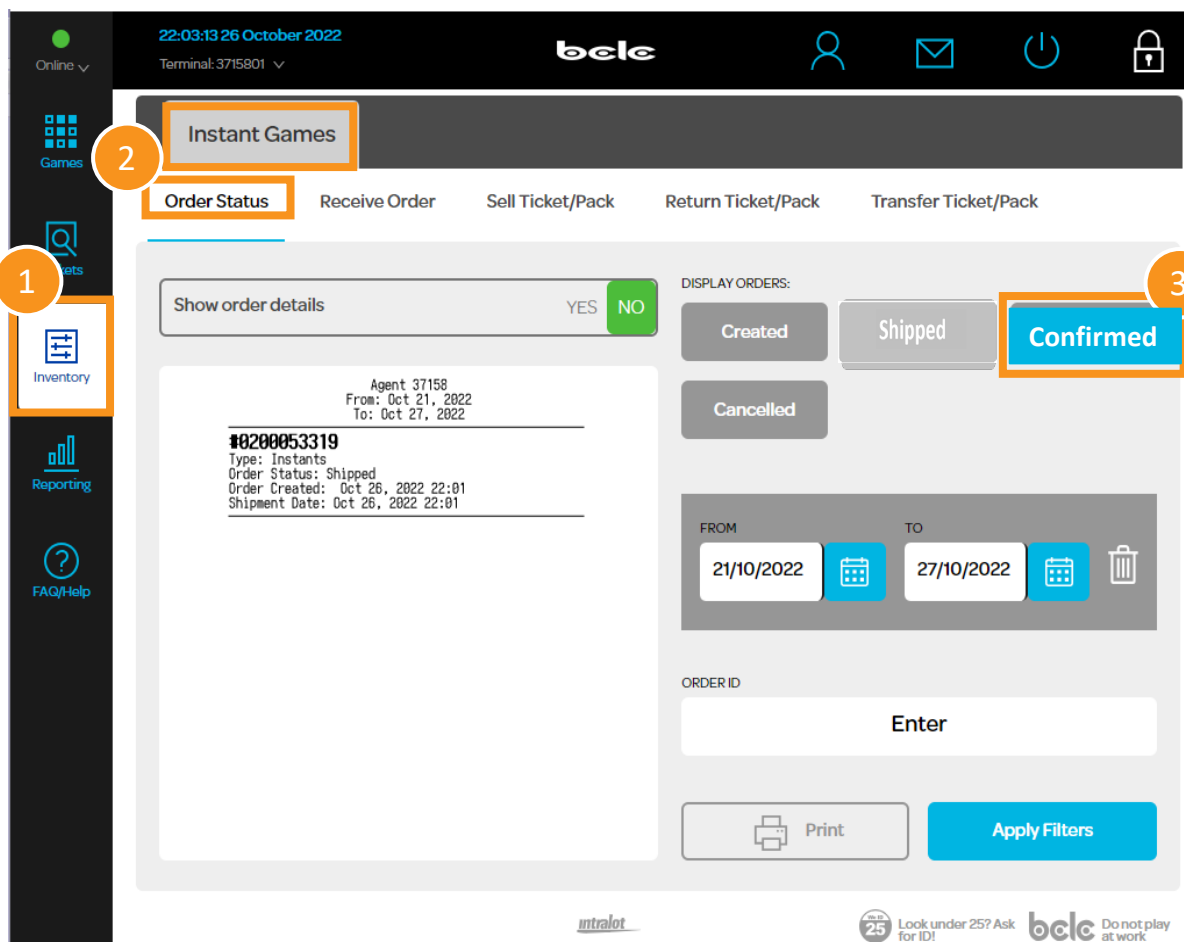 Online
22:03:13 26 October 2022
Terminal: 3715801
bclc
Games
2
Instant Games
Order Status Receive Order Sell Ticket/Pack Return Ticket/Pack Transfer Ticket/Pack
1
Inventory
Reporting
FAQ/Help
Show order details YES NO
DISPLAY ORDERS:
3
Created Shipped Confirmed
Cancelled
Agent 37158
From: Oct 21, 2022
To: Oct 27, 2022
#0200053319
Type: Instants
Order Status: Shipped
Order Created: Oct 26, 2022 22:01
Shipment Date: Oct 26, 2022 22:01
FROM TO
21/10/2022 27/10/2022
ORDER ID
Enter
Print Apply Filters
intralot
We ID
25
Look under 25? Ask
for ID!
bclc
Do not play
at work